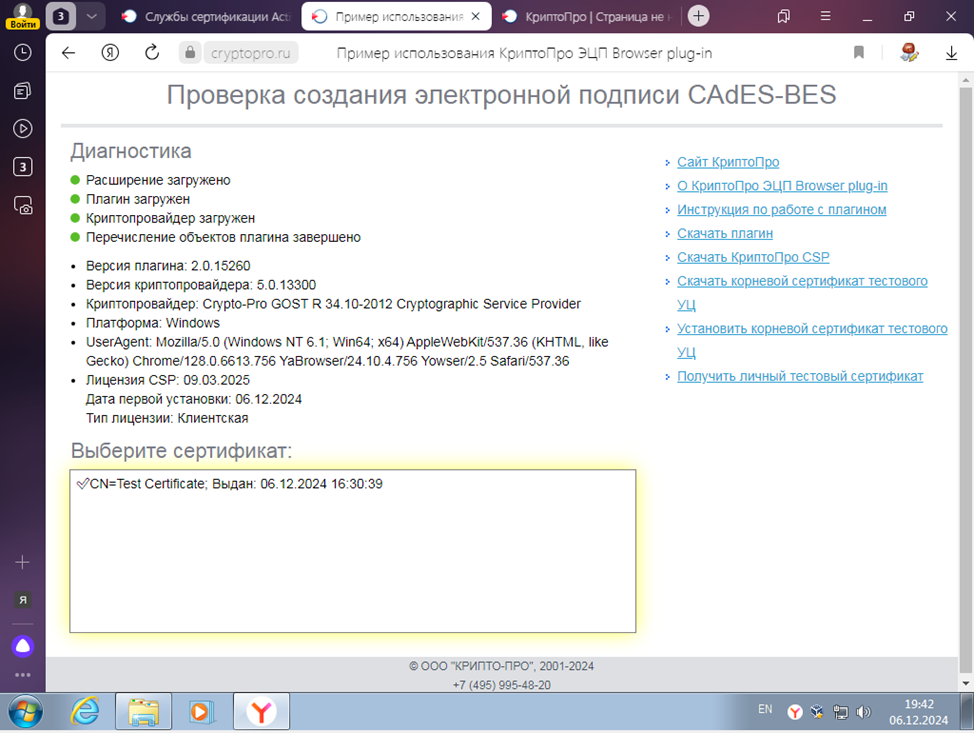 Войти
3
Службы сертификации Acti
Пример использования
КриптоПро | Страница не н
Я
cryptopro.ru
Пример использования КриптоПро ЭЦП Browser plug-in
3
Проверка создания электронной подписи CAdES-BES
Диагностика
Расширение загружено
Плагин загружен
Криптопровайдер загружен
Перечисление объектов плагина завершено
Версия плагина: 2.0.15260
Версия криптопровайдера: 5.0.13300
Криптопровайдер: Crypto-Pro GOST R 34.10-2012 Cryptographic Service Provider
Платформа: Windows
UserAgent: Mozilla/5.0 (Windows NT 6.1; Win64; x64) AppleWebKit/537.36 (KHTML, like
Gecko) Chrome/128.0.6613.756 YaBrowser/24.10.4.756 Yowser/2.5 Safari/537.36
Лицензия CSP: 09.03.2025
Дата первой установки: 06.12.2024
Тип лицензии: Клиентская
Сайт КриптоПро
О КриптоПро ЭЦП Browser plug-in
Инструкция по работе с плагином
Скачать плагин
Скачать КриптоПро CSP
Скачать корневой сертификат тестового
УЦ
Установить корневой сертификат тестового
УЦ
Получить личный тестовый сертификат
Выберите сертификат:
CN=Test Certificate; Выдан: 06.12.2024 16:30:39
Я
© ООО "КРИПТО-ПРО", 2001-2024
+7 (495) 995-48-20
EN
19:42
06.12.2024